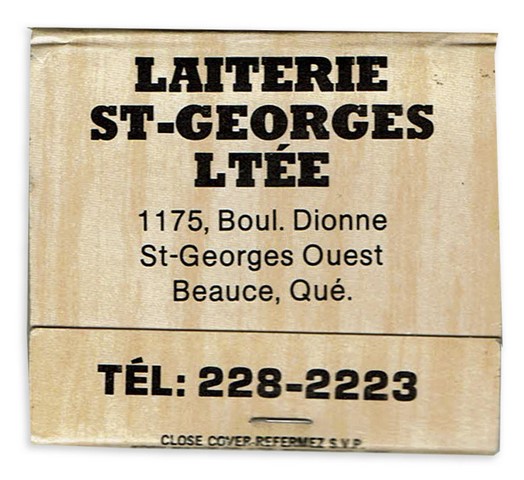 LAITERIE
ST-GEORGES
LTÉE
1175, Boul. Dionne
St-Georges Ouest
Beauce, Qué.
TÉL: 228-2223
CLOSE COVER-REFERMEZ S.V.P.